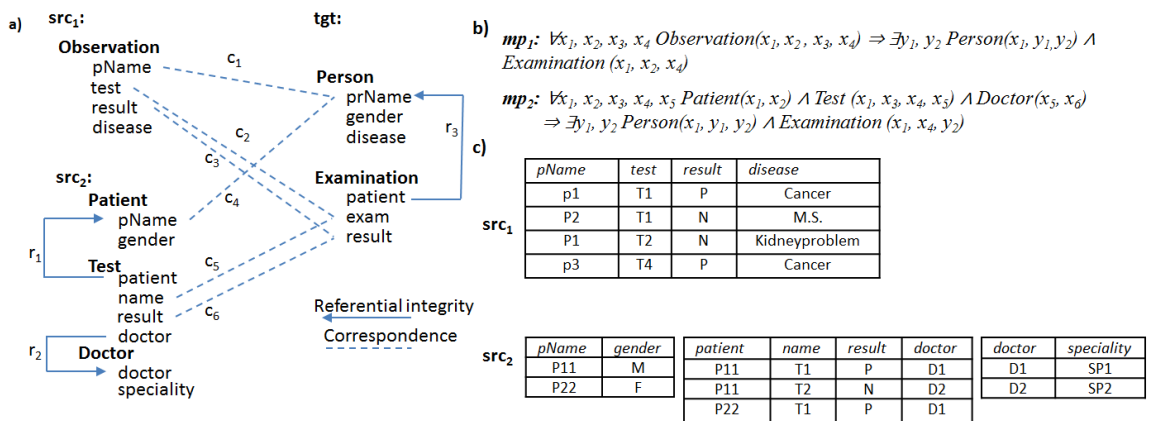 a)
src1:
Observation
pName
test
result
disease
src2:
Patient
pName
gender
Test
patient
name
result
doctor
Doctor
doctor
speciality
r1
r2
c1
c2
c3
c4
c5
c6
tgt:
Person
prName
gender
disease
r3
Examination
patient
exam
result
Referential integrity
Correspondence
b)
mp1: ∀x1, x2, x3, x4 Observation(x1, x2 , x3, x4) ⇒ ∃y1, y2 Person(x1, y1,y2) ∧
Examination (x1, x2, x4)
mp2: ∀x1, x2, x3, x4, x5 Patient(x1, x2) ∧ Test (x1, x3, x4, x5) ∧ Doctor(x5, x6)
⇒ ∃y1, y2 Person(x1, y1, y2) ∧ Examination (x1, x4, y2)
c)
src1
pName test result disease
p1 T1 P Cancer
P2 T1 N M.S.
P1 T2 N Kidneyproblem
p3 T4 P Cancer
src2
pName gender
P11 M
P22 F
patient name result doctor
P11 T1 P D1
P11 T2 N D2
P22 T1 P D1
doctor speciality
D1 SP1
D2 SP2